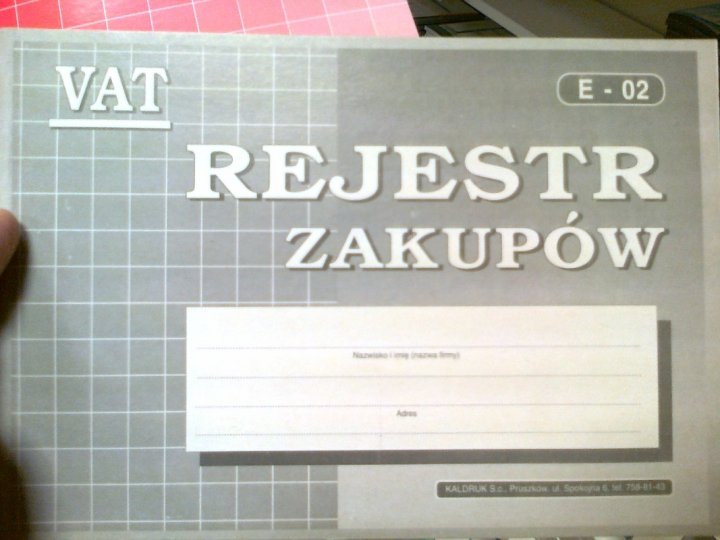 VAT
E - 02
REJESTR
ZAKUPÓW
Nazwisko i imię (nazwa firmy)
Adres
KALDRUK S.c., Pruszków, ul. Spokojna 6, tel. 758-81-43